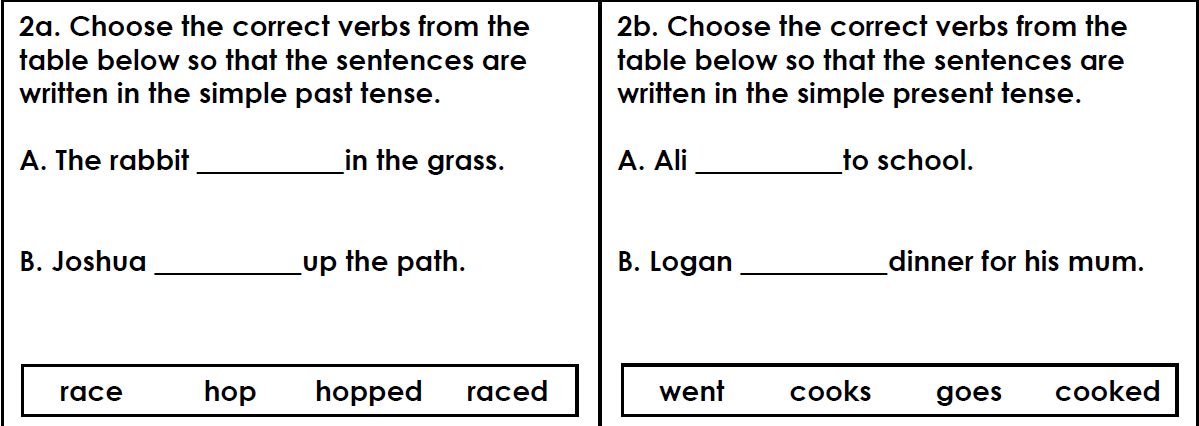 2a. Choose the correct verbs from the
table below so that the sentences are
written in the simple past tense.
A. The rabbit __________in the grass.
B. Joshua __________up the path.
race hop hopped raced
2b. Choose the correct verbs from the
table below so that the sentences are
written in the simple present tense.
A. Ali __________to school.
B. Logan __________dinner for his mum.
went cooks goes cooked